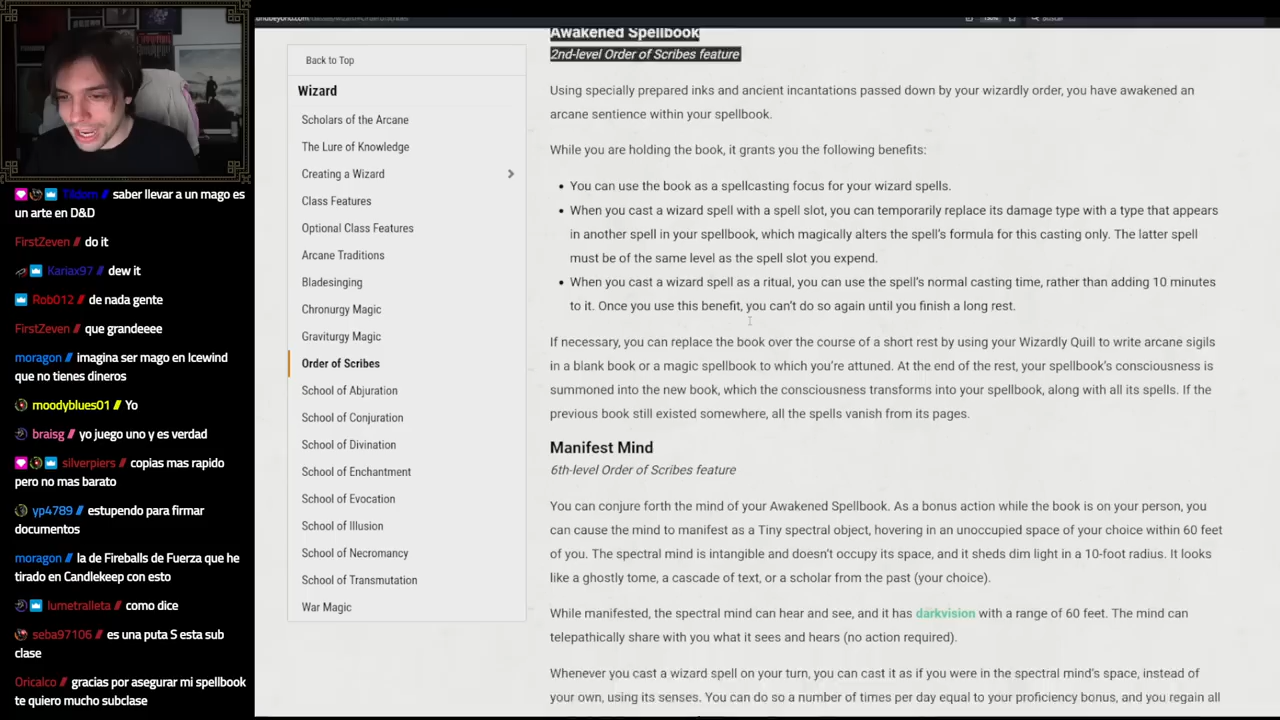 Tildom // saber llevar a un mago es
un arte en D&D
FirstZeven // do it
Kariax97 // dew it
Rob012 // de nada gente
FirstZeven // que grandeeee
moragon // imagina ser mago en Icewind
que no tienes dineros
moodyblues01 // Yo
braisg // yo juego uno y es verdad
silverpiers // copias mas rapido
pero no mas barato
yp4789 // estupendo para firmar
documentos
moragon // la de Fireballs de Fuerza que he
tirado en Candlekeep con esto
lumetralleta // como dice
seba97106 // es una puta S esta sub
clase
Oricalco // gracias por asegurar mi spellbook
te quiero mucho subclase
Back to Top
Wizard
Scholars of the Arcane
The Lure of Knowledge
Creating a Wizard
Class Features
Optional Class Features
Arcane Traditions
Bladesinging
Chronurgy Magic
Graviturgy Magic
Order of Scribes
School of Abjuration
School of Conjuration
School of Divination
School of Enchantment
School of Evocation
School of Illusion
School of Necromancy
School of Transmutation
War Magic
Awakened Spellbook
2nd-level Order of Scribes feature
Using specially prepared inks and ancient incantations passed down by your wizardly order, you have awakened an
arcane sentience within your spellbook.
While you are holding the book, it grants you the following benefits:
• You can use the book as a spellcasting focus for your wizard spells.
• When you cast a wizard spell with a spell slot, you can temporarily replace its damage type with a type that appears
in another spell in your spellbook, which magically alters the spell's formula for this casting only. The latter spell
must be of the same level as the spell slot you expend.
• When you cast a wizard spell as a ritual, you can use the spell's normal casting time, rather than adding 10 minutes
to it. Once you use this benefit, you can't do so again until you finish a long rest.
If necessary, you can replace the book over the course of a short rest by using your Wizardly Quill to write arcane sigils
in a blank book or a magic spellbook to which you're attuned. At the end of the rest, your spellbook's consciousness is
summoned into the new book, which the consciousness transforms into your spellbook, along with all its spells. If the
previous book still existed somewhere, all the spells vanish from its pages.
Manifest Mind
6th-level Order of Scribes feature
You can conjure forth the mind of your Awakened Spellbook. As a bonus action while the book is on your person, you
can cause the mind to manifest as a Tiny spectral object, hovering in an unoccupied space of your choice within 60 feet
of you. The spectral mind is intangible and doesn't occupy its space, and it sheds dim light in a 10-foot radius. It looks
like a ghostly tome, a cascade of text, or a scholar from the past (your choice).
While manifested, the spectral mind can hear and see, and it has darkvision with a range of 60 feet. The mind can
telepathically share with you what it sees and hears (no action required).
Whenever you cast a wizard spell on your turn, you can cast it as if you were in the spectral mind's space, instead of
your own, using its senses. You can do so a number of times per day equal to your proficiency bonus, and you regain all